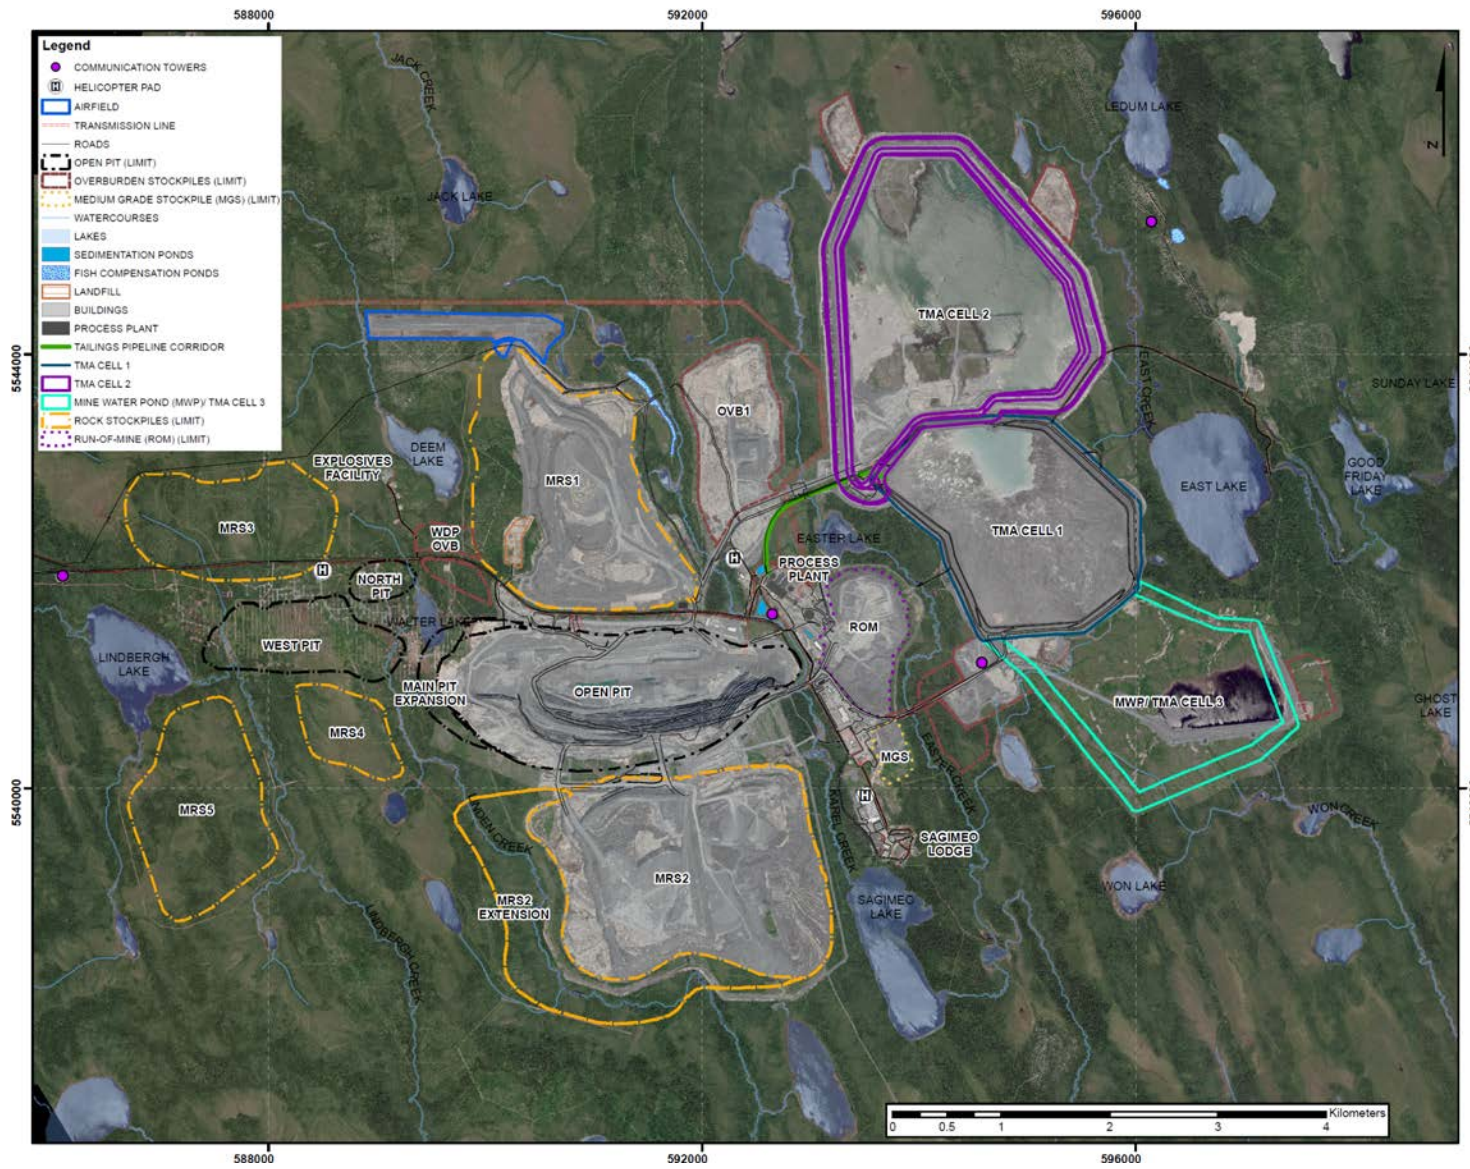 588000
592000
596000
Legend
COMMUNICATION TOWERS
HELICOPTER PAD
AIRFIELD
TRANSMISSION LINE
ROADS
OPEN PIT (LIMIT)
OVERBURDEN STOCKPILES (LIMIT)
MEDIUM GRADE STOCKPILE (MGS) (LIMIT)
WATERCOURSES
LAKES
SEDIMENTATION PONDS
FISH COMPENSATION PONDS
LANDFILL
BUILDINGS
PROCESS PLANT
TAILINGS PIPELINE CORRIDOR
TMA CELL 1
TMA CELL 2
MINE WATER POND (MWP)/ TMA CELL 3
ROCK STOCKPILES (LIMIT)
RUN-OF-MINE (ROM) (LIMIT)
N
JACK CREEK
LEDUM LAKE
JACK LAKE
TMA CELL 2
5544000
EAST CREEK
SUNDAY LAKE
OVB1
DEEM
LAKE
EXPLOSIVES
FACILITY
MRS1
GOOD
FRIDAY
LAKE
EAST LAKE
MRS3
WDP
OVB
EASTER LAKE
TMA CELL 1
H
PROCESS
PLANT
H
NORTH
PIT
WALTER LAKE
ROM
WEST PIT
LINDBERGH
LAKE
MAIN PIT
EXPANSION
OPEN PIT
MWP/ TMA CELL 3
GHOST
LAKE
MRS4
MGS
EASTER CREEK
5540000
MRS5
H
LINDEN CREEK
KAREL CREEK
WON CREEK
SAGIMEO
LODGE
MRS2
WON LAKE
MRS2
EXTENSION
SAGIMEO
LAKE
LINDBERGH CREEK
Kilometers
0
0.5
1
2
3
4
588000
592000
596000